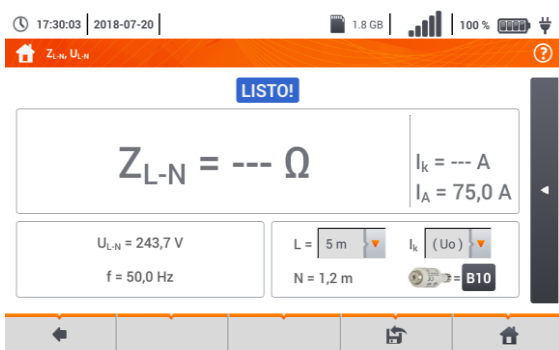 17:30:03 2018-07-20 1.8 GB 100 %
ZL-N, UL-N ?
LISTO!
ZL-N = --- Ω
Ik = --- A
IA = 75,0 A
UL-N = 243,7 V
f = 50,0 Hz
L = 5 m Ik (Uo)
N = 1,2 m = B10